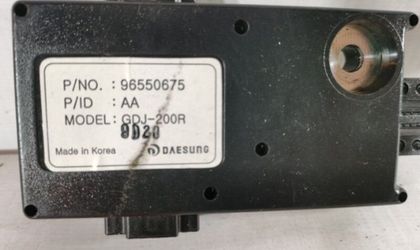 P/NO. : 96550675
P/ID : AA
MODEL: GDJ-200R
9D20
Made in Korea DAESUNG